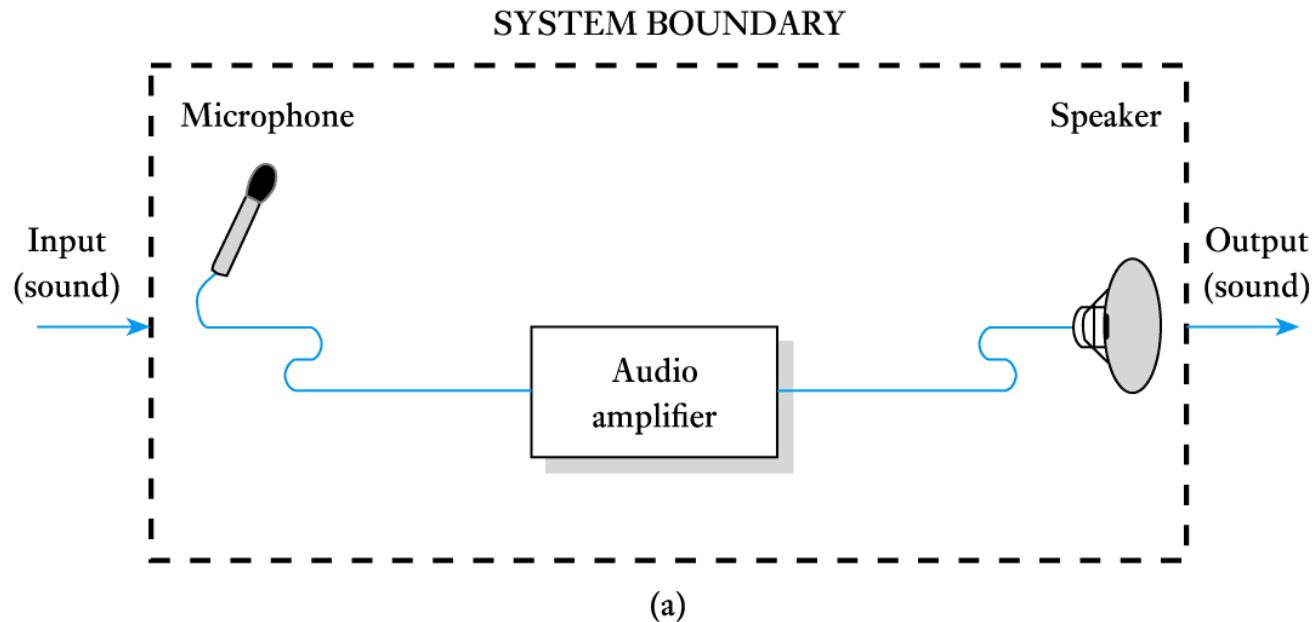 SYSTEM BOUNDARY
Microphone
Speaker
Input
(sound)
Output
(sound)
Audio
amplifier
(a)